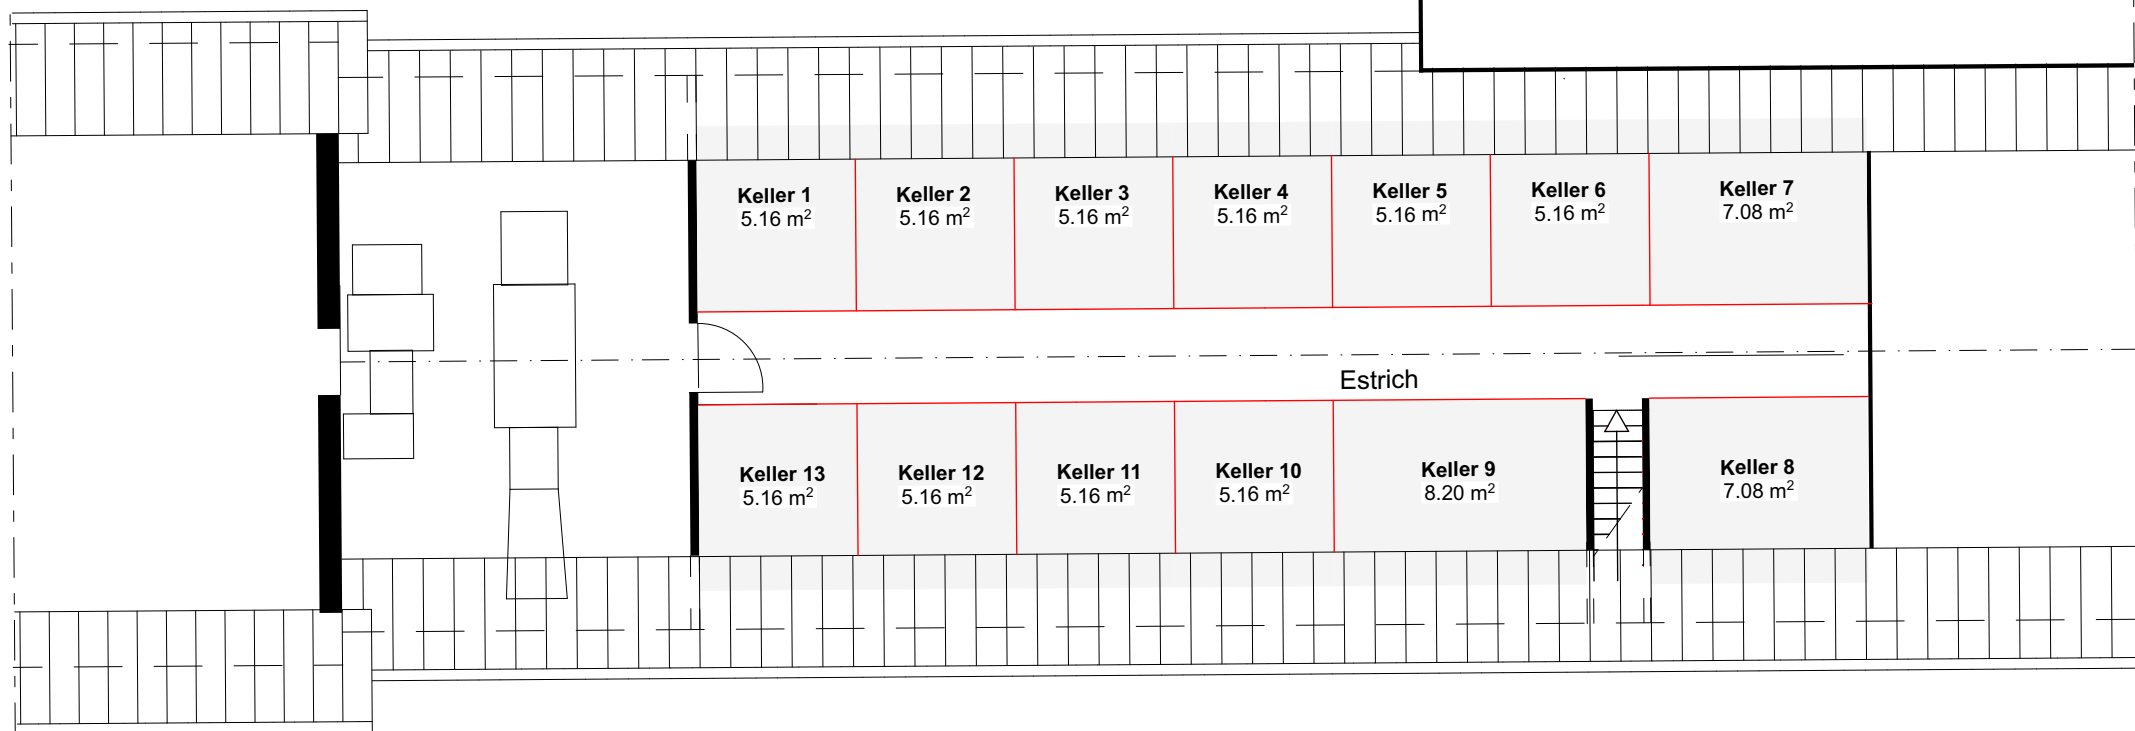 Keller 1
5.16 m²
Keller 2
5.16 m²
Keller 3
5.16 m²
Keller 4
5.16 m²
Keller 5
5.16 m²
Keller 6
5.16 m²
Keller 7
7.08 m²
Estrich
Keller 13
5.16 m²
Keller 12
5.16 m²
Keller 11
5.16 m²
Keller 10
5.16 m²
Keller 9
8.20 m²
Keller 8
7.08 m²